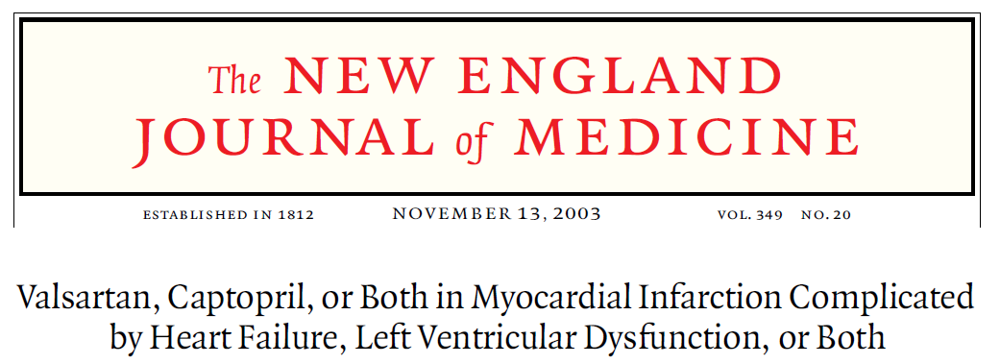 The NEW ENGLAND
JOURNAL of MEDICINE
ESTABLISHED IN 1812 NOVEMBER 13, 2003 VOL. 349 NO. 20
Valsartan, Captopril, or Both in Myocardial Infarction Complicated
by Heart Failure, Left Ventricular Dysfunction, or Both